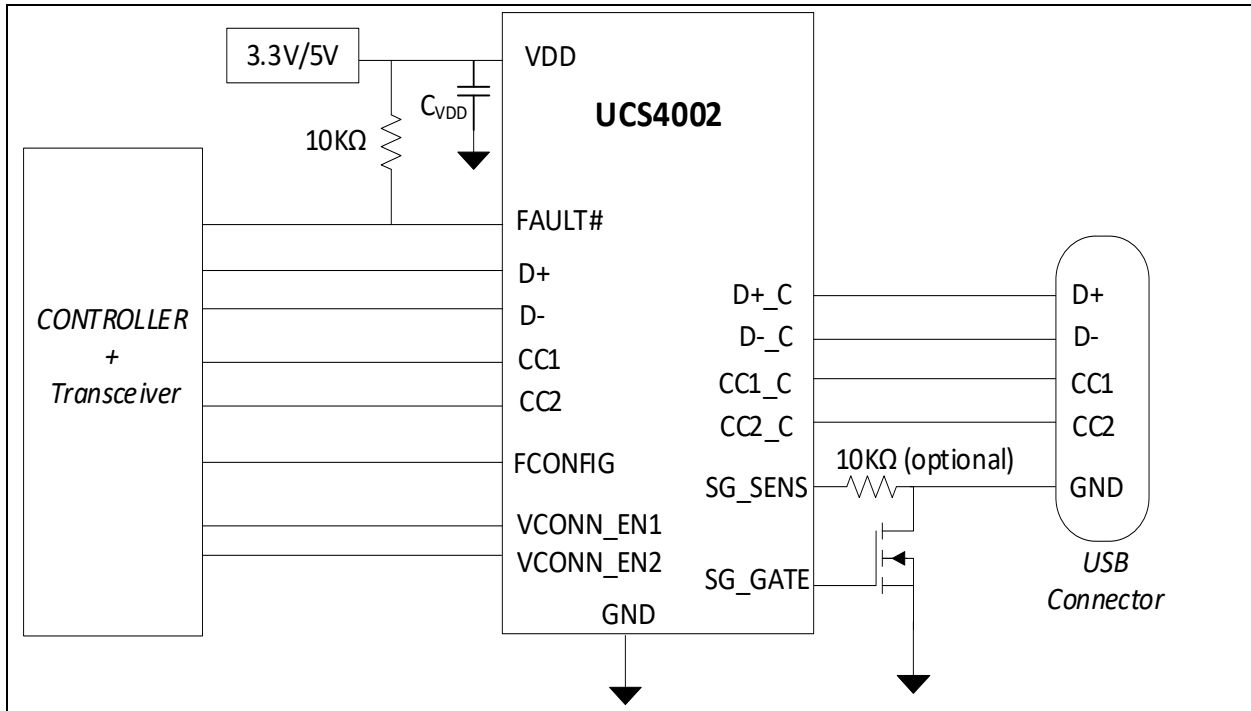 3.3V/5V
VDD
UCS4002
CVDD
10KΩ
FAULT#
D+
D-
CC1
CC2
FCONFIG
VCONN_EN1
VCONN_EN2
GND
CONTROLLER
+
Transceiver
D+_C
D-_C
CC1_C
CC2_C
SG_SENS
SG_GATE
10KΩ (optional)
D+
D-
CC1
CC2
GND
USB
Connector